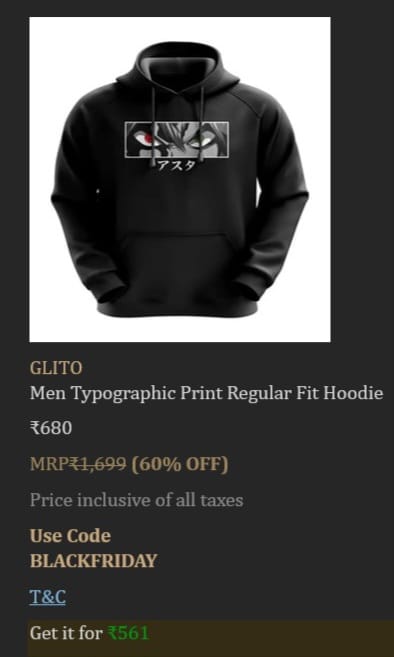 アスタ
GLITO
Men Typographic Print Regular Fit Hoodie
₹680
MRP₹1,699 (60% OFF)
Price inclusive of all taxes
Use Code
BLACKFRIDAY
T&C
Get it for ₹561